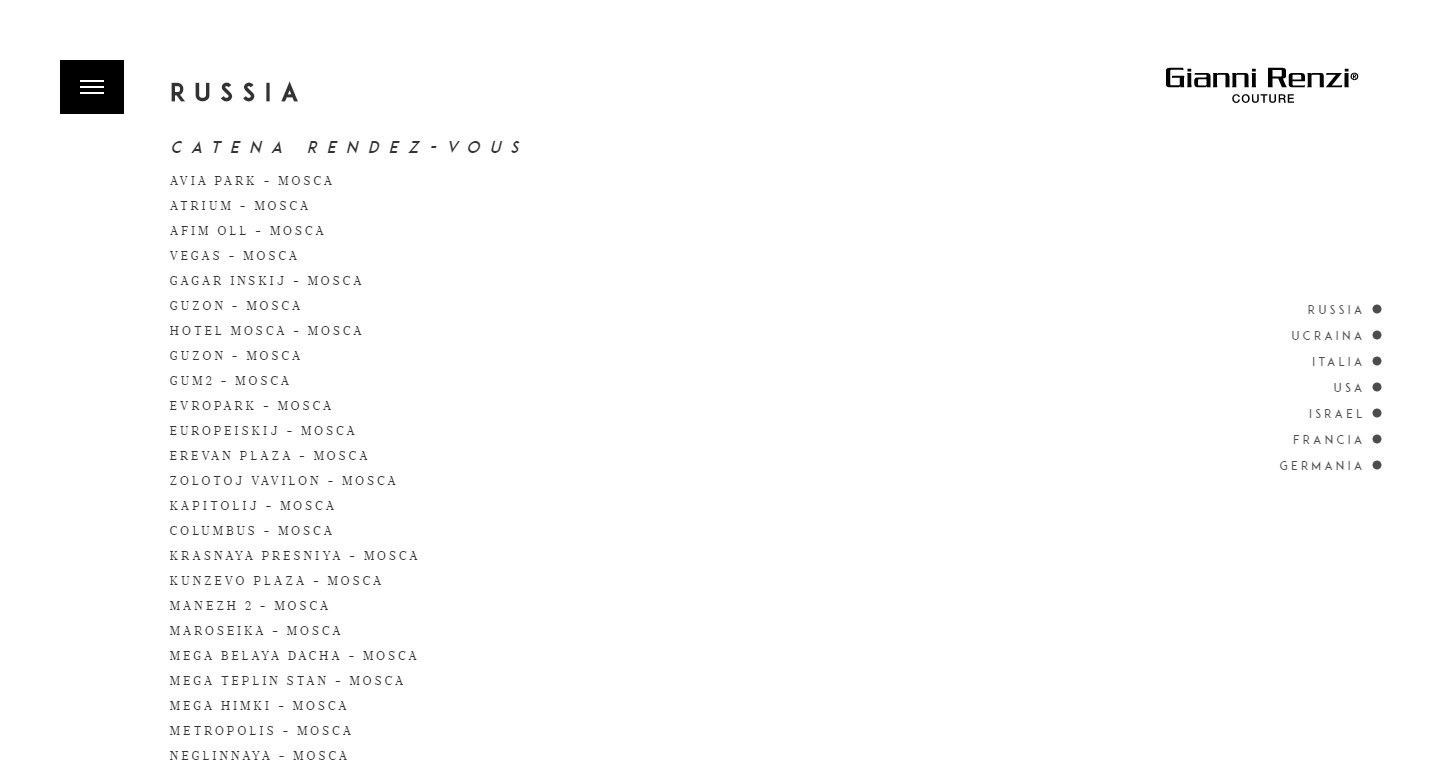 RUSSIA
Gianni Renzi®
COUTURE
CATENA RENDEZ-VOUS
AVIA PARK – MOSCA
ATRIUM – MOSCA
AFIM OLL – MOSCA
VEGAS – MOSCA
GAGAR INSKIJ – MOSCA
GUZON – MOSCA
HOTEL MOSCA – MOSCA
GUZON – MOSCA
GUM2 – MOSCA
EVROPARK – MOSCA
EUROPEISKIJ – MOSCA
EREVAN PLAZA – MOSCA
ZOLOTOJ VAVILON – MOSCA
KAPITOLIJ – MOSCA
COLUMBUS – MOSCA
KRASNAYA PRESNIYA – MOSCA
KUNZEVO PLAZA – MOSCA
MANEZH 2 – MOSCA
MAROSEIKA – MOSCA
MEGA BELAYA DACHA – MOSCA
MEGA TEPLIN STAN – MOSCA
MEGA HIMKI – MOSCA
METROPOLIS – MOSCA
NEGLINNAYA – MOSCA
RUSSIA
UCRAINA
ITALIA
USA
ISRAEL
FRANCIA
GERMANIA